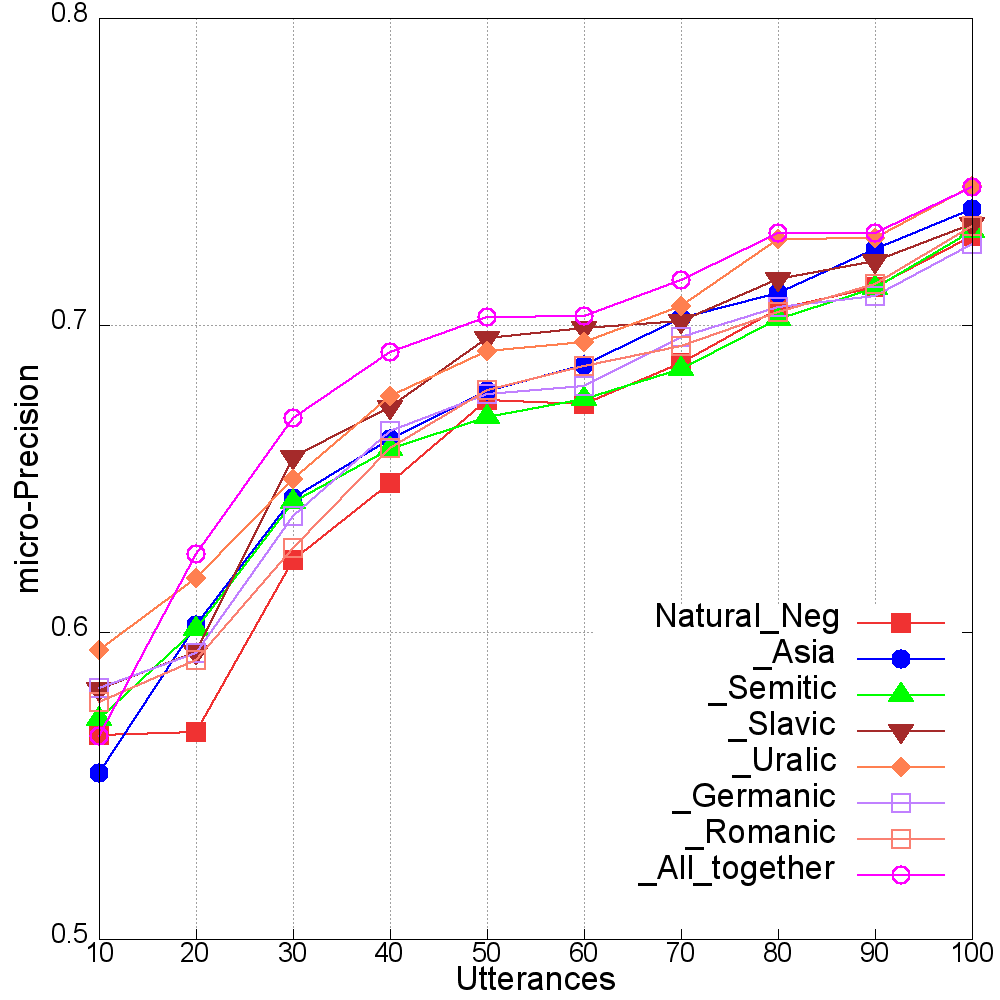 0.8
0.7
0.6
0.5
micro-Precision
10 20 30 40 50 60 70 80 90 100
Utterances
Natural_Neg
_Asia
_Semitic
_Slavic
_Uralic
_Germanic
_Romanic
_All_together